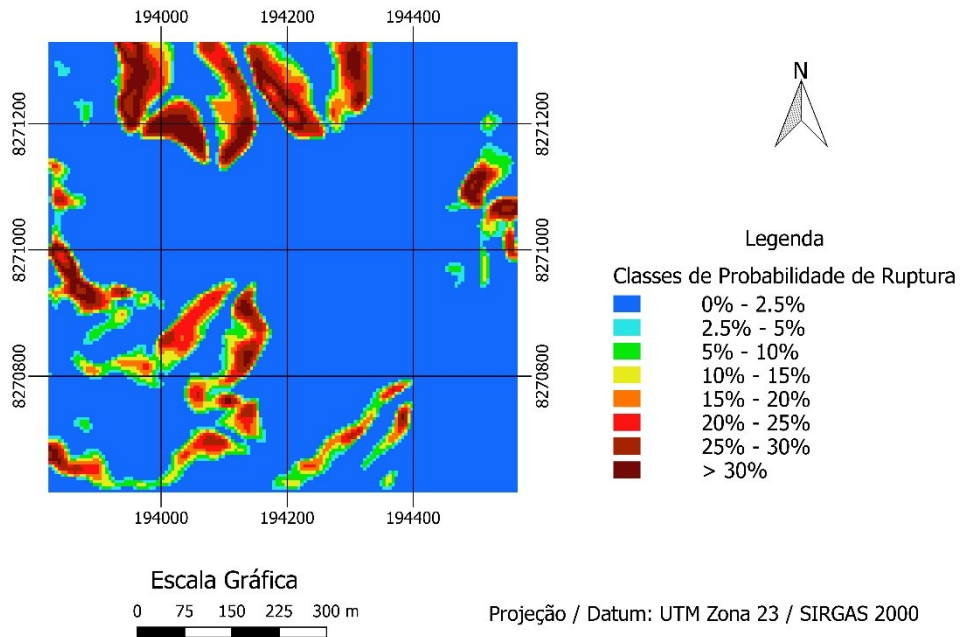 194000 194200 194400
8271200 8271200
8271000 8271000
8270800 8270800
194000 194200 194400
N
Legenda
Classes de Probabilidade de Ruptura
0% - 2.5%
2.5% - 5%
5% - 10%
10% - 15%
15% - 20%
20% - 25%
25% - 30%
> 30%
Escala Gráfica
0 75 150 225 300 m
Projeção / Datum: UTM Zona 23 / SIRGAS 2000